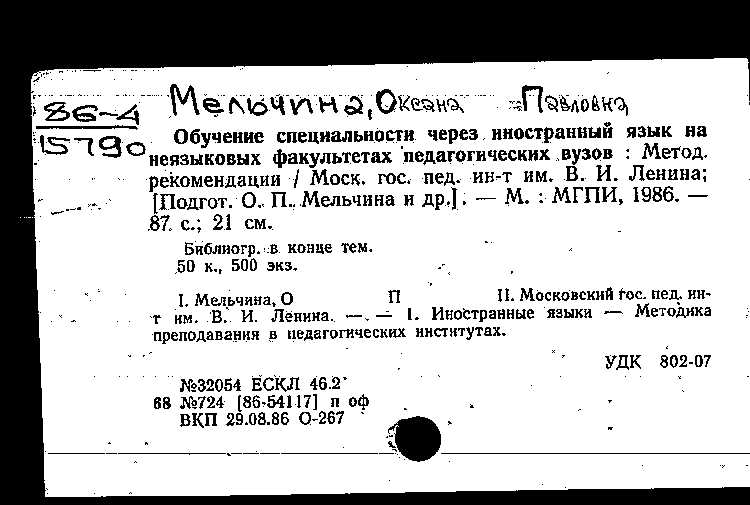 Мельчина, Оксана Павловна
86-4
15790
Обучение специальности через иностранный язык на
неязыковых факультетах педагогических вузов : Метод.
рекомендации / Моск. гос. пед. ин-т им. В. И. Ленина;
[Подгот. О. П. Мельчина и др.]. — М. : МГПИ, 1986. —
87 с.; 21 см.
Библиогр. в конце тем.
50 к., 500 экз.
I. Мельчина, О П II. Московский гос. пед. ин-
т им. В. И. Ленина. — — 1. Иностранные языки — Методика
преподавания в педагогических институтах.
УДК 802-07
№32054 ЕСКЛ 46.2
68 №724 [86-54117] п оф
ВКП 29.08.86 О-267